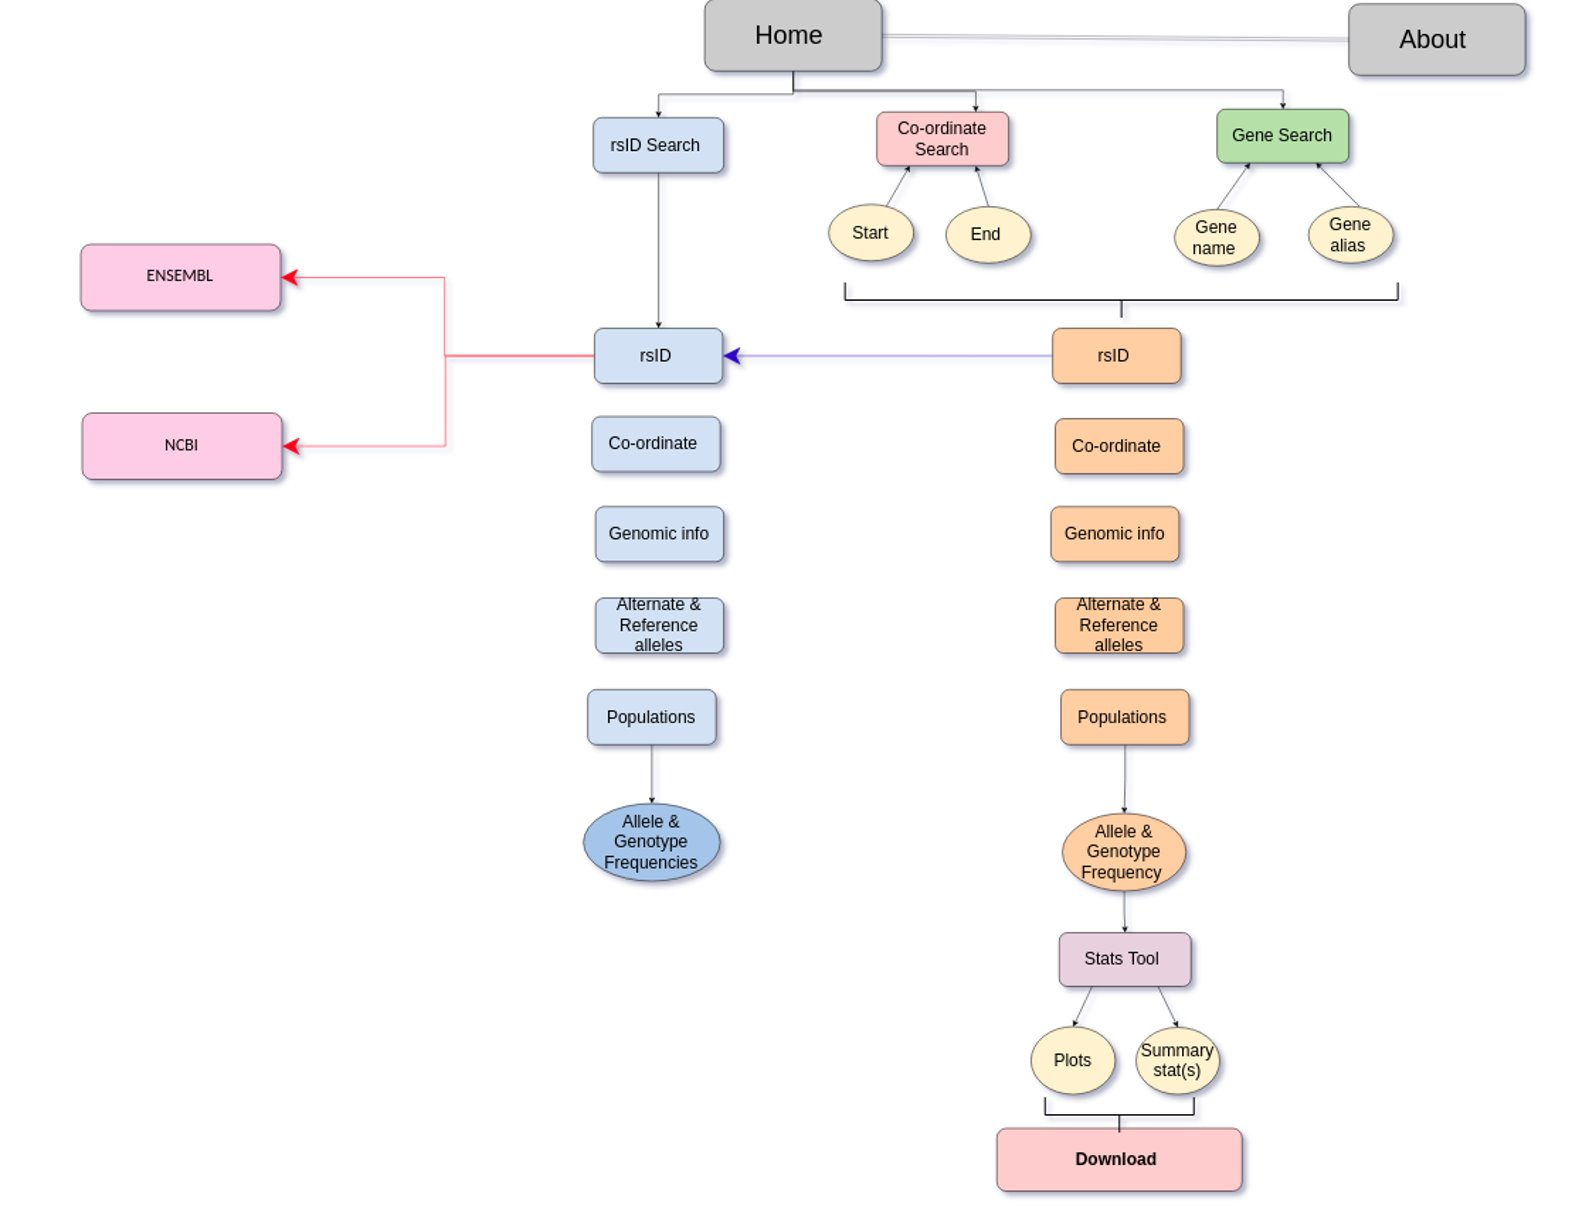 Home
About
rsID Search
Co-ordinate
Search
Gene Search
Start
End
Gene
name
Gene
alias
ENSEMBL
rsID
rsID
NCBI
Co-ordinate
Co-ordinate
Genomic info
Genomic info
Alternate &
Reference
alleles
Alternate &
Reference
alleles
Populations
Populations
Allele &
Genotype
Frequencies
Allele &
Genotype
Frequency
Stats Tool
Plots
Summary
stat(s)
Download